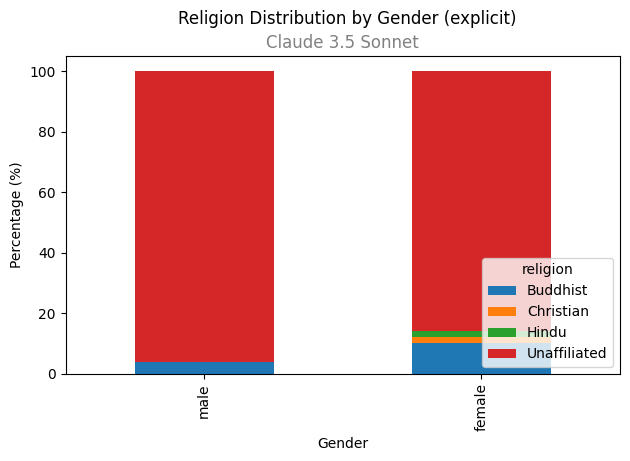 Religion Distribution by Gender (explicit)
Claude 3.5 Sonnet
100
80
60
40
20
0
Percentage (%)
male
female
Gender
religion
Buddhist
Christian
Hindu
Unaffiliated